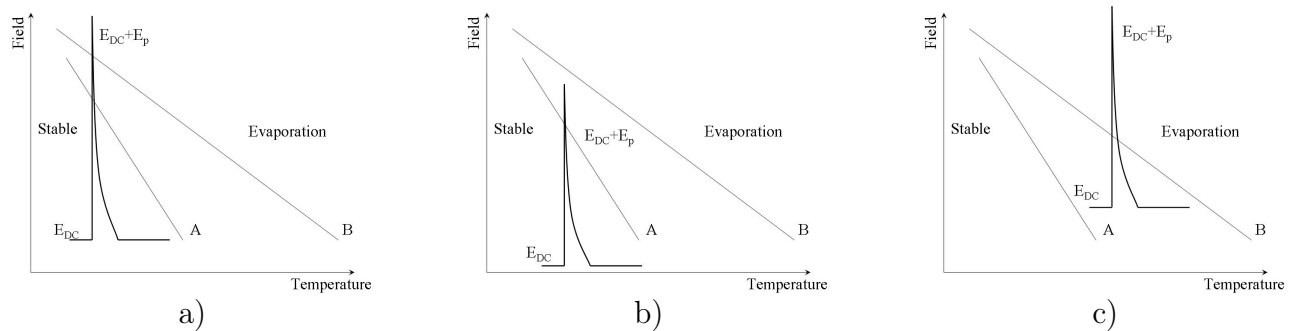 Field
E_DC+E_p
Stable
Evaporation
E_DC
A
B
Temperature
a)
Field
E_DC+E_p
Stable
Evaporation
E_DC
A
B
Temperature
b)
Field
E_DC+E_p
Stable
Evaporation
E_DC
A
B
Temperature
c)